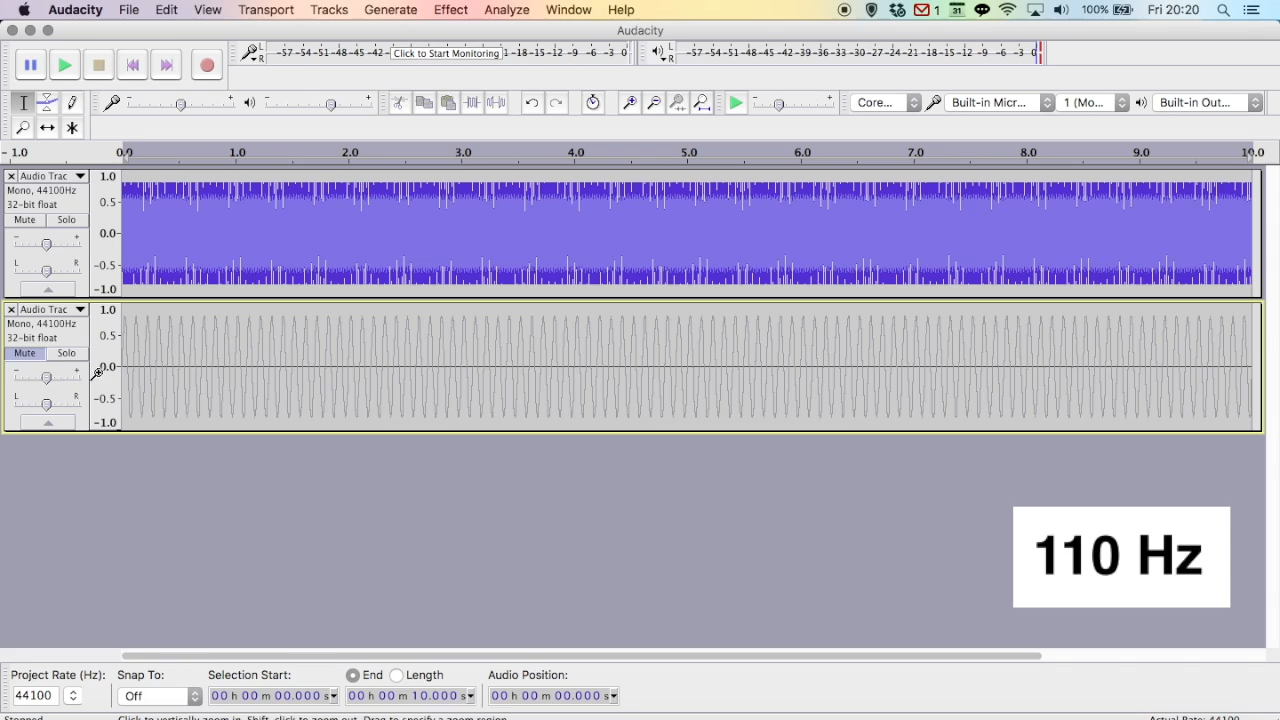 Audacity File Edit View Transport Tracks Generate Effect Analyze Window Help 1 31 100% Fri 20:20
Audacity
L R -57-54-51-48-45-42- Click to Start Monitoring 1-18-15-12-9-6-3 0 L R -57-54-51-48-45-42-39-36-33-30-27-24-21-18-15-12-9-6-3 0
Core... Built-in Micr... 1 (Mo... Built-in Out...
-1.0 0.0 1.0 2.0 3.0 4.0 5.0 6.0 7.0 8.0 9.0 10.0
Audio Trac 1.0
Mono, 44100Hz
32-bit float 0.5
Mute Solo
- + 0.0
L R -0.5
-1.0
Audio Trac 1.0
Mono, 44100Hz
32-bit float 0.5
Mute Solo
- + 0.0
L R -0.5
-1.0
110 Hz
Project Rate (Hz): Snap To: Selection Start: End Length Audio Position:
44100 Off 00 h 00 m 00.000 s 00 h 00 m 10.000 s 00 h 00 m 00.000 s
Stopped Click to vertically zoom in. Shift-click to zoom out. Drag to specify a zoom region. Actual Rate: 44100